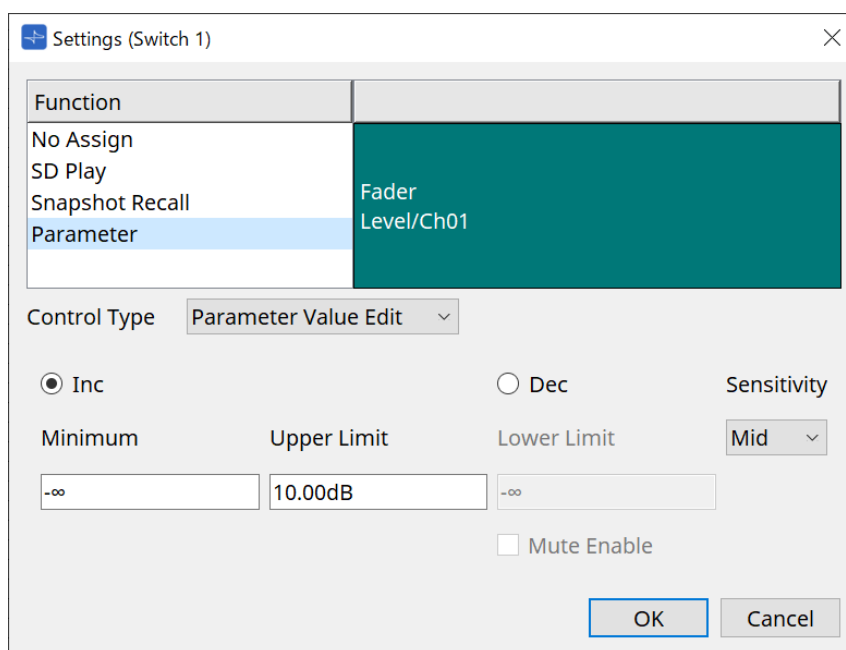 Settings (Switch 1)
Function
No Assign
SD Play
Snapshot Recall
Parameter
Fader
Level/Ch01
Control Type Parameter Value Edit
Inc Dec Sensitivity
Minimum Upper Limit Lower Limit Mid
-∞ 10.00dB -∞
Mute Enable
OK Cancel